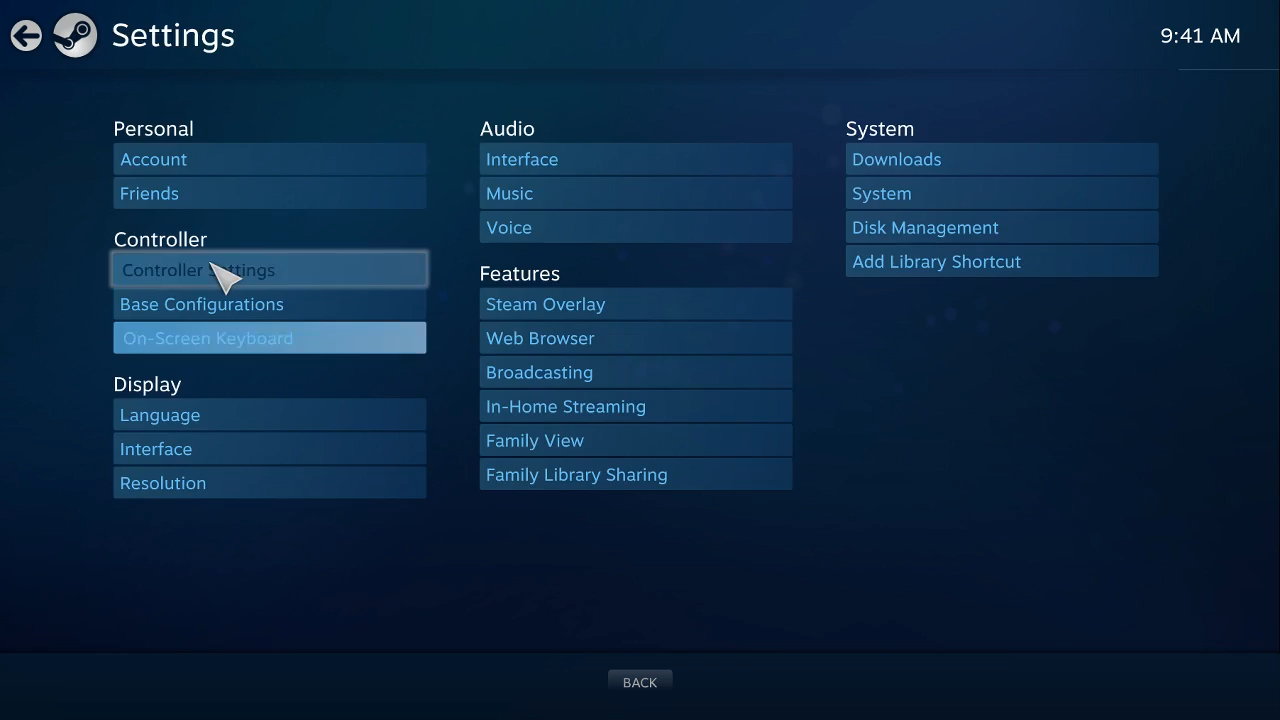 Settings
9:41 AM
Personal
Account
Friends
Controller
Controller Settings
Base Configurations
On-Screen Keyboard
Display
Language
Interface
Resolution
Audio
Interface
Music
Voice
Features
Steam Overlay
Web Browser
Broadcasting
In-Home Streaming
Family View
Family Library Sharing
System
Downloads
System
Disk Management
Add Library Shortcut
BACK